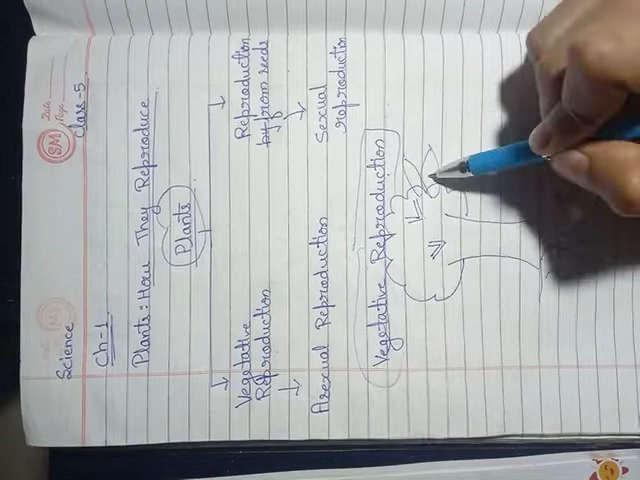 Science
SM
Date
Page
Class-5
Ch-1
Plants: How They Reproduce
Plants
Vegetative
Reproduction
Reproduction
by from seeds
Asexual Reproduction
Sexual
reproduction
Vegetative Reproduction